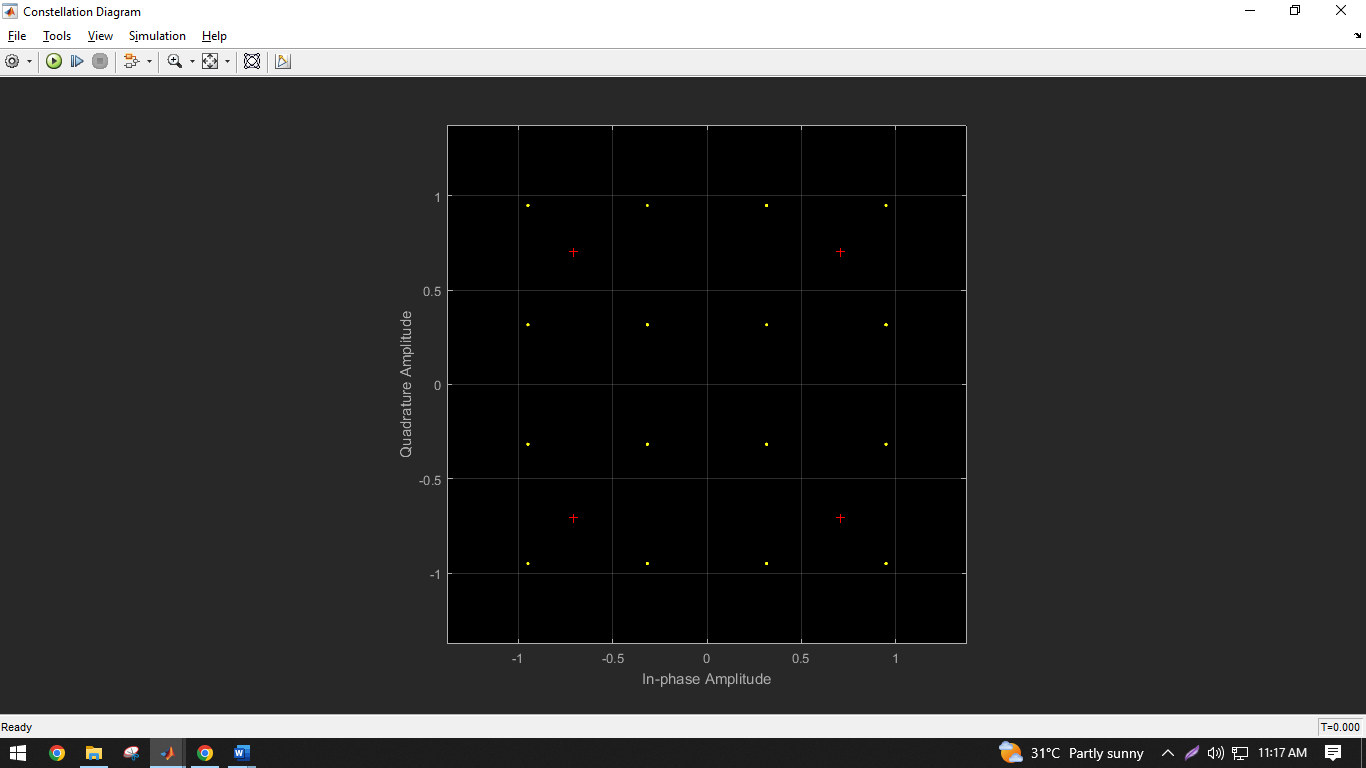 Constellation Diagram
File Tools View Simulation Help
1
0.5
0
-0.5
-1
Quadrature Amplitude
-1 -0.5 0 0.5 1
In-phase Amplitude
Ready
T=0.000
31°C Partly sunny
11:17 AM